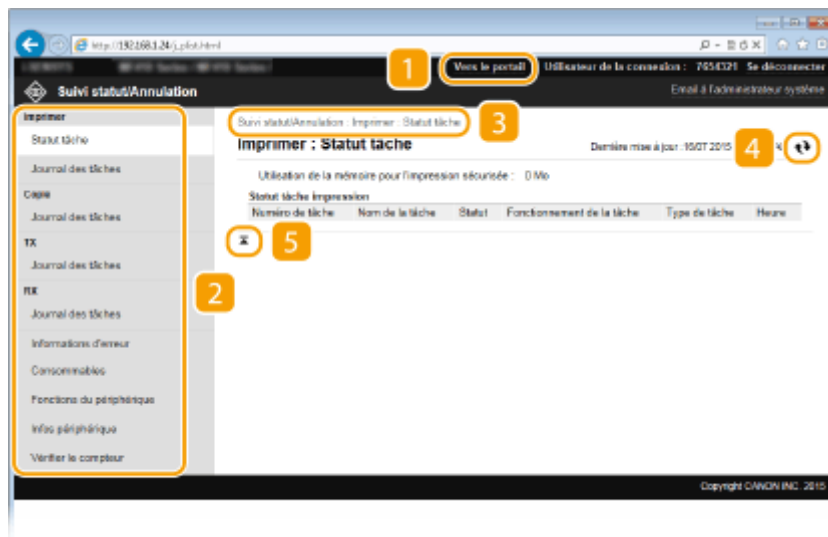 http://192.168.1.24/j_plist.html
1
Vers le portail
Utilisateur de la connexion : 7654321
Se déconnecter
Suivi statut/Annulation
Email à l'administrateur système
Imprimer
Statut tâche
Journal des tâches
Copie
Journal des tâches
TX
Journal des tâches
RX
Journal des tâches
Informations d'erreur
Consommables
Fonctions du périphérique
Infos périphérique
Vérifier le compteur
2
Suivi statut/Annulation : Imprimer : Statut tâche
3
Imprimer : Statut tâche
Dernière mise à jour :16/07 2015
4
Utilisation de la mémoire pour l'impression sécurisée : 0 Mo
Statut tâche impression
Numéro de tâche Nom de la tâche Statut Fonctionnement de la tâche Type de tâche Heure
5
Copyright CANON INC. 2015